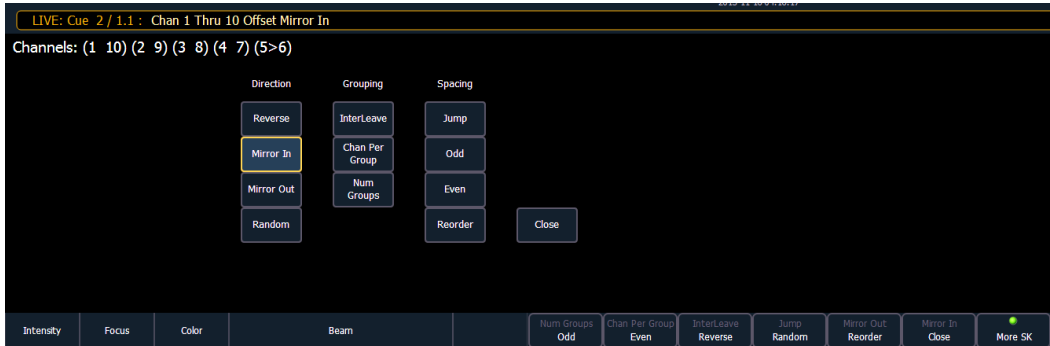 LIVE: Cue 2 / 1.1 : Chan 1 Thru 10 Offset Mirror In
Channels: (1 10) (2 9) (3 8) (4 7) (5>6)
Direction Grouping Spacing
Reverse InterLeave Jump
Mirror In Chan Per Group Odd
Mirror Out Num Groups Even
Random Reorder Close
Intensity Focus Color Beam
Num Groups Chan Per Group InterLeave Jump Mirror Out Mirror In
Odd Even Reverse Random Reorder Close More SK